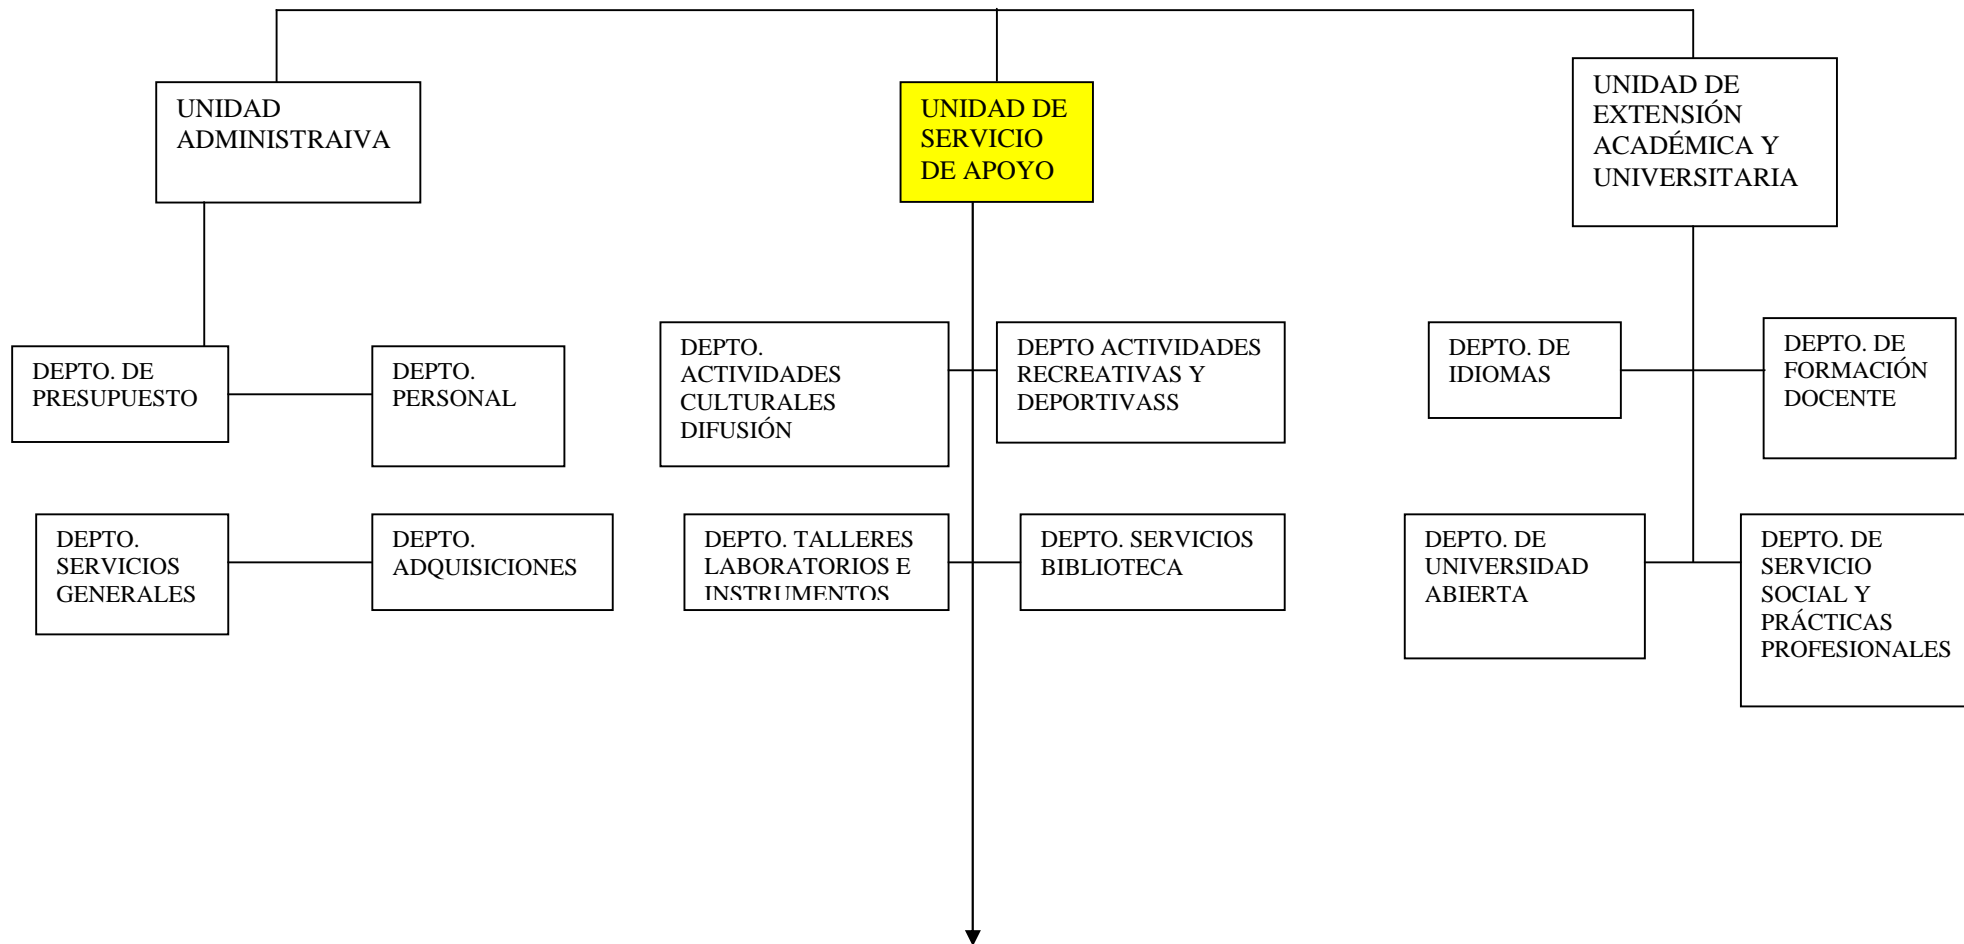 UNIDAD
ADMINISTRAIVA
UNIDAD DE
SERVICIO
DE APOYO
UNIDAD DE
EXTENSIÓN
ACADÉMICA Y
UNIVERSITARIA
DEPTO. DE
PRESUPUESTO
DEPTO.
PERSONAL
DEPTO.
ACTIVIDADES
CULTURALES
DIFUSIÓN
DEPTO ACTIVIDADES
RECREATIVAS Y
DEPORTIVASS
DEPTO. DE
IDIOMAS
DEPTO. DE
FORMACIÓN
DOCENTE
DEPTO.
SERVICIOS
GENERALES
DEPTO.
ADQUISICIONES
DEPTO. TALLERES
LABORATORIOS E
INSTRUMENTOS
DEPTO. SERVICIOS
BIBLIOTECA
DEPTO. DE
UNIVERSIDAD
ABIERTA
DEPTO. DE
SERVICIO
SOCIAL Y
PRÁCTICAS
PROFESIONALES